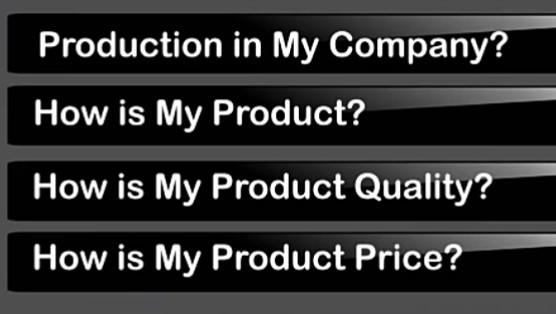 Production in My Company?
How is My Product?
How is My Product Quality?
How is My Product Price?